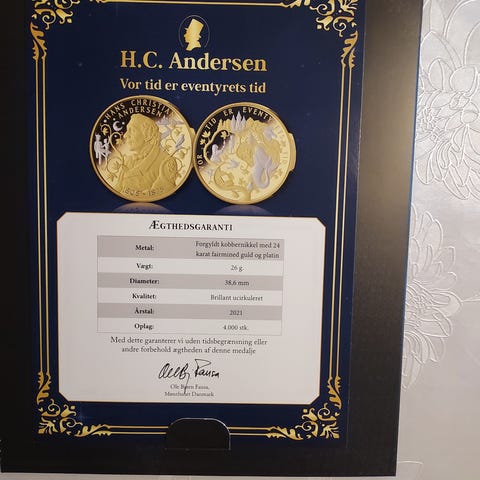 H.C. Andersen
Vor tid er eventyrets tid
HANS CHRISTIAN
ANDERSEN
1805 - 1875
VOR TID ER EVENTY
TID
ÆGTHEDSGARANTI
Metal: Forgyldt kobbernikkel med 24
karat fairmined guld og platin
Vægt: 26 g.
Diameter: 38,6 mm
Kvalitet: Brillant ucirkuleret
Årstal: 2021
Oplag: 4.000 stk.
Med dette garanterer vi uden tidsbegrænsning eller
andre forbehold ægtheden af denne medalje
Ole Bjørn Fausa,
Mønthuset Danmark